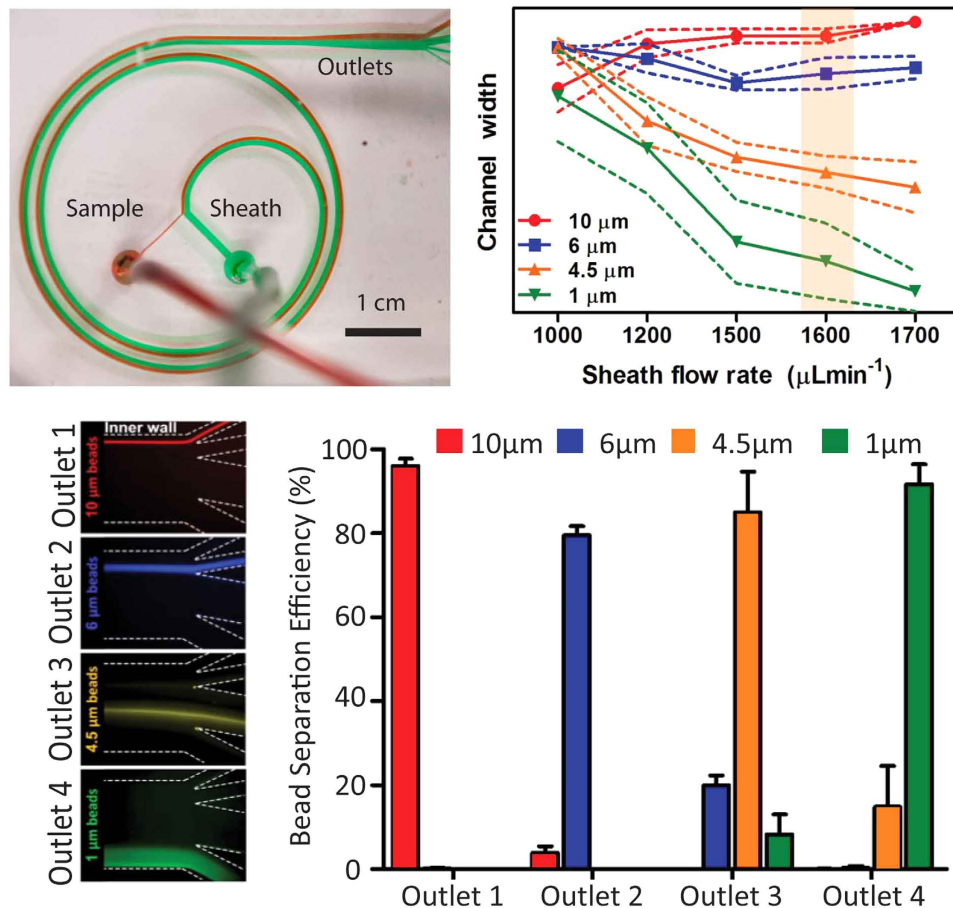 Outlets
Sample
Sheath
1 cm
Channel width
10 µm
6 µm
4.5 µm
1 µm
1000 1200 1500 1600 1700
Sheath flow rate (µLmin⁻¹)
Outlet 1
10 µm beads
Inner wall
Outlet 2
6 µm beads
Outlet 3
4.5 µm beads
Outlet 4
1 µm beads
10µm 6µm 4.5µm 1µm
Bead Separation Efficiency (%)
100
80
60
40
20
0
Outlet 1 Outlet 2 Outlet 3 Outlet 4